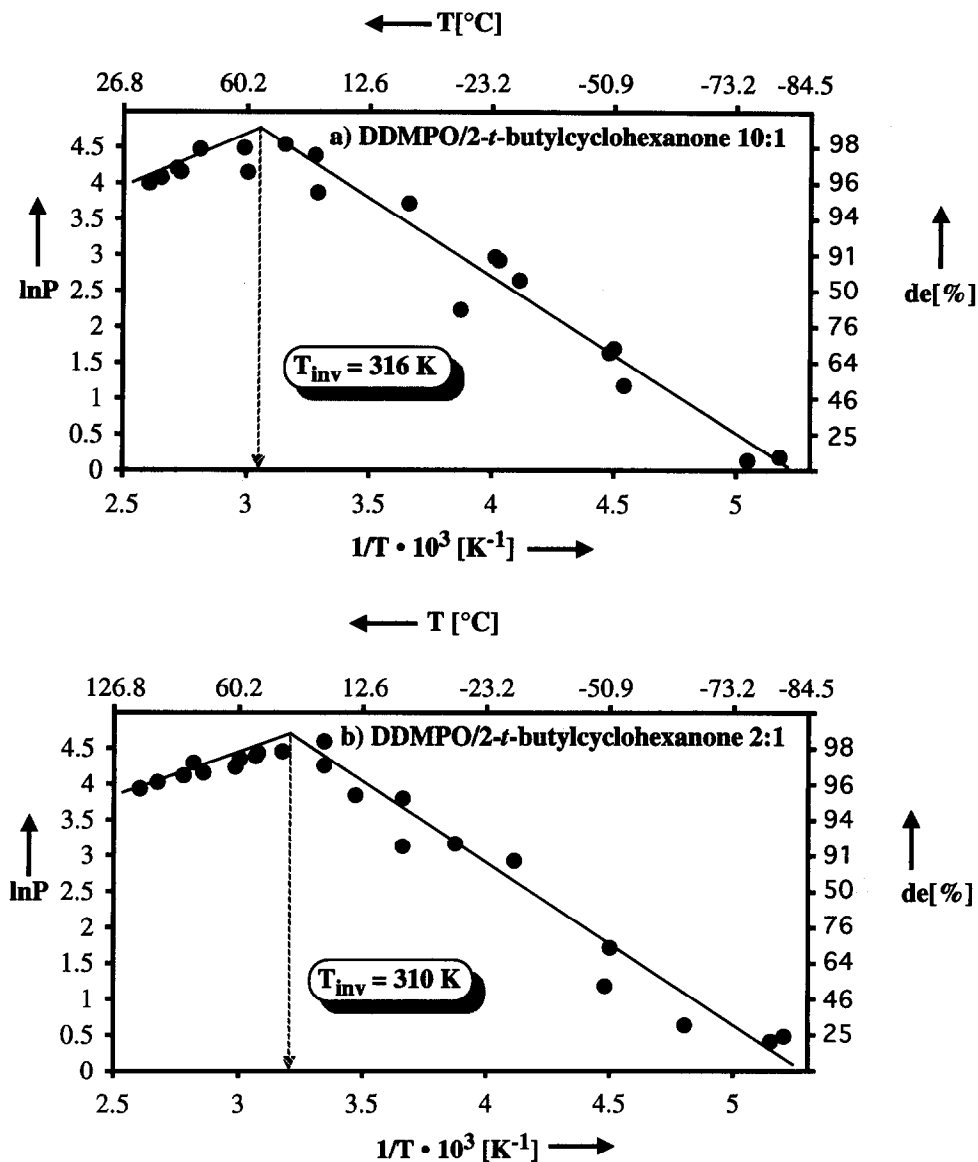 T[°C]
26.8 60.2 12.6 -23.2 -50.9 -73.2 -84.5
a) DDMPO/2-t-butylcyclohexanone 10:1
4.5 98
4 96
3.5 94
3 91
lnP de[%]
2.5 50
2 76
T_inv = 316 K
1.5 64
1 46
0.5 25
0
2.5 3 3.5 4 4.5 5
1/T • 10³ [K⁻¹]
T [°C]
126.8 60.2 12.6 -23.2 -50.9 -73.2 -84.5
b) DDMPO/2-t-butylcyclohexanone 2:1
4.5 98
4 96
3.5 94
3 91
lnP de[%]
2.5 50
2 76
1.5 64
T_inv = 310 K
1 46
0.5 25
0
2.5 3 3.5 4 4.5 5
1/T • 10³ [K⁻¹]